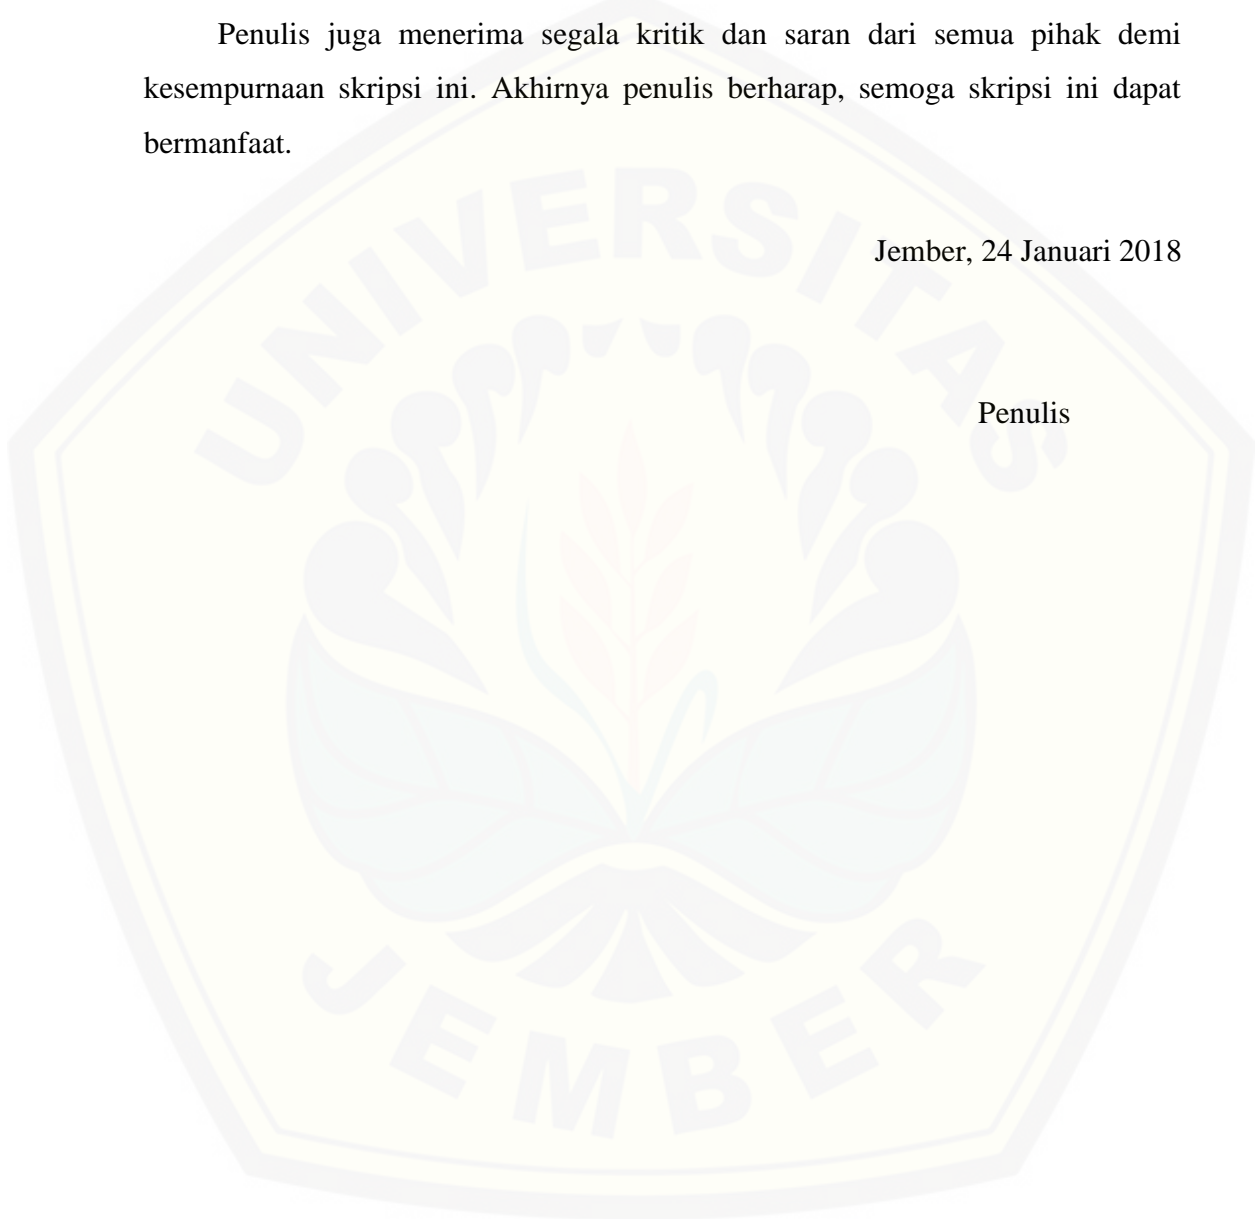 Penulis juga menerima segala kritik dan saran dari semua pihak demi
kesempurnaan skripsi ini. Akhirnya penulis berharap, semoga skripsi ini dapat
bermanfaat.
Jember, 24 Januari 2018
Penulis
UNIVERSITAS
JEMBER